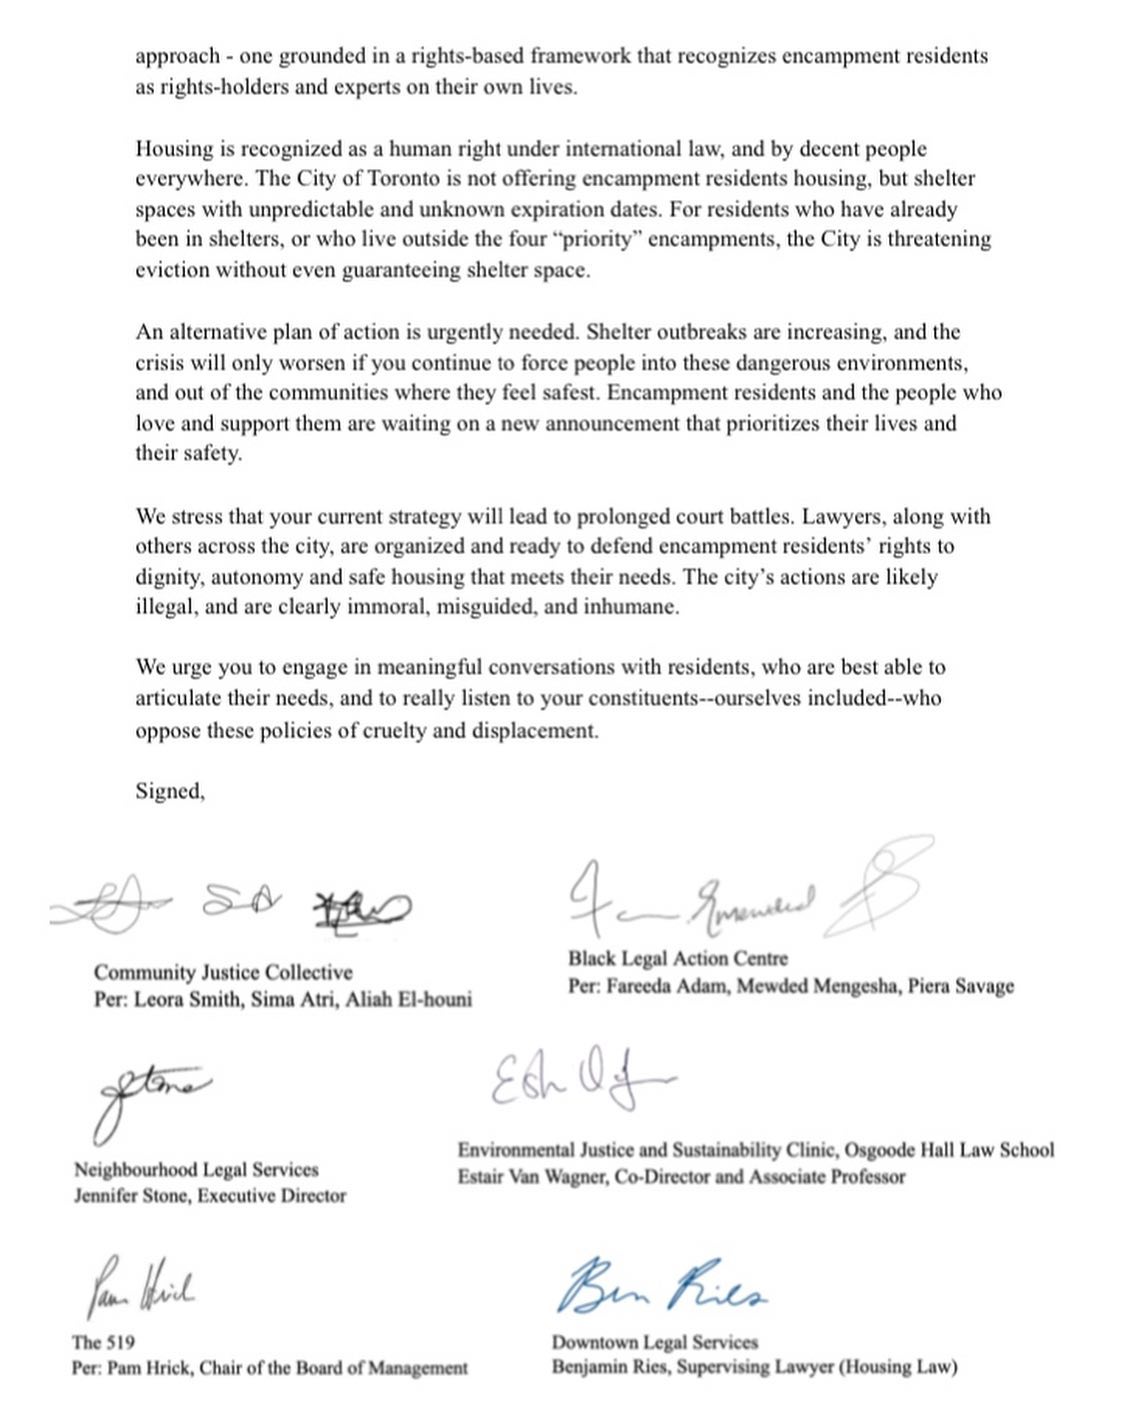 approach - one grounded in a rights-based framework that recognizes encampment residents
as rights-holders and experts on their own lives.
Housing is recognized as a human right under international law, and by decent people
everywhere. The City of Toronto is not offering encampment residents housing, but shelter
spaces with unpredictable and unknown expiration dates. For residents who have already
been in shelters, or who live outside the four “priority” encampments, the City is threatening
eviction without even guaranteeing shelter space.
An alternative plan of action is urgently needed. Shelter outbreaks are increasing, and the
crisis will only worsen if you continue to force people into these dangerous environments,
and out of the communities where they feel safest. Encampment residents and the people who
love and support them are waiting on a new announcement that prioritizes their lives and
their safety.
We stress that your current strategy will lead to prolonged court battles. Lawyers, along with
others across the city, are organized and ready to defend encampment residents’ rights to
dignity, autonomy and safe housing that meets their needs. The city’s actions are likely
illegal, and are clearly immoral, misguided, and inhumane.
We urge you to engage in meaningful conversations with residents, who are best able to
articulate their needs, and to really listen to your constituents--ourselves included--who
oppose these policies of cruelty and displacement.
Signed,
SA
Community Justice Collective
Per: Leora Smith, Sima Atri, Aliah El-houni
Black Legal Action Centre
Per: Fareeda Adam, Mewded Mengesha, Piera Savage
JStone
Neighbourhood Legal Services
Jennifer Stone, Executive Director
Environmental Justice and Sustainability Clinic, Osgoode Hall Law School
Estair Van Wagner, Co-Director and Associate Professor
Pam Hrick
The 519
Per: Pam Hrick, Chair of the Board of Management
Ben Ries
Downtown Legal Services
Benjamin Ries, Supervising Lawyer (Housing Law)